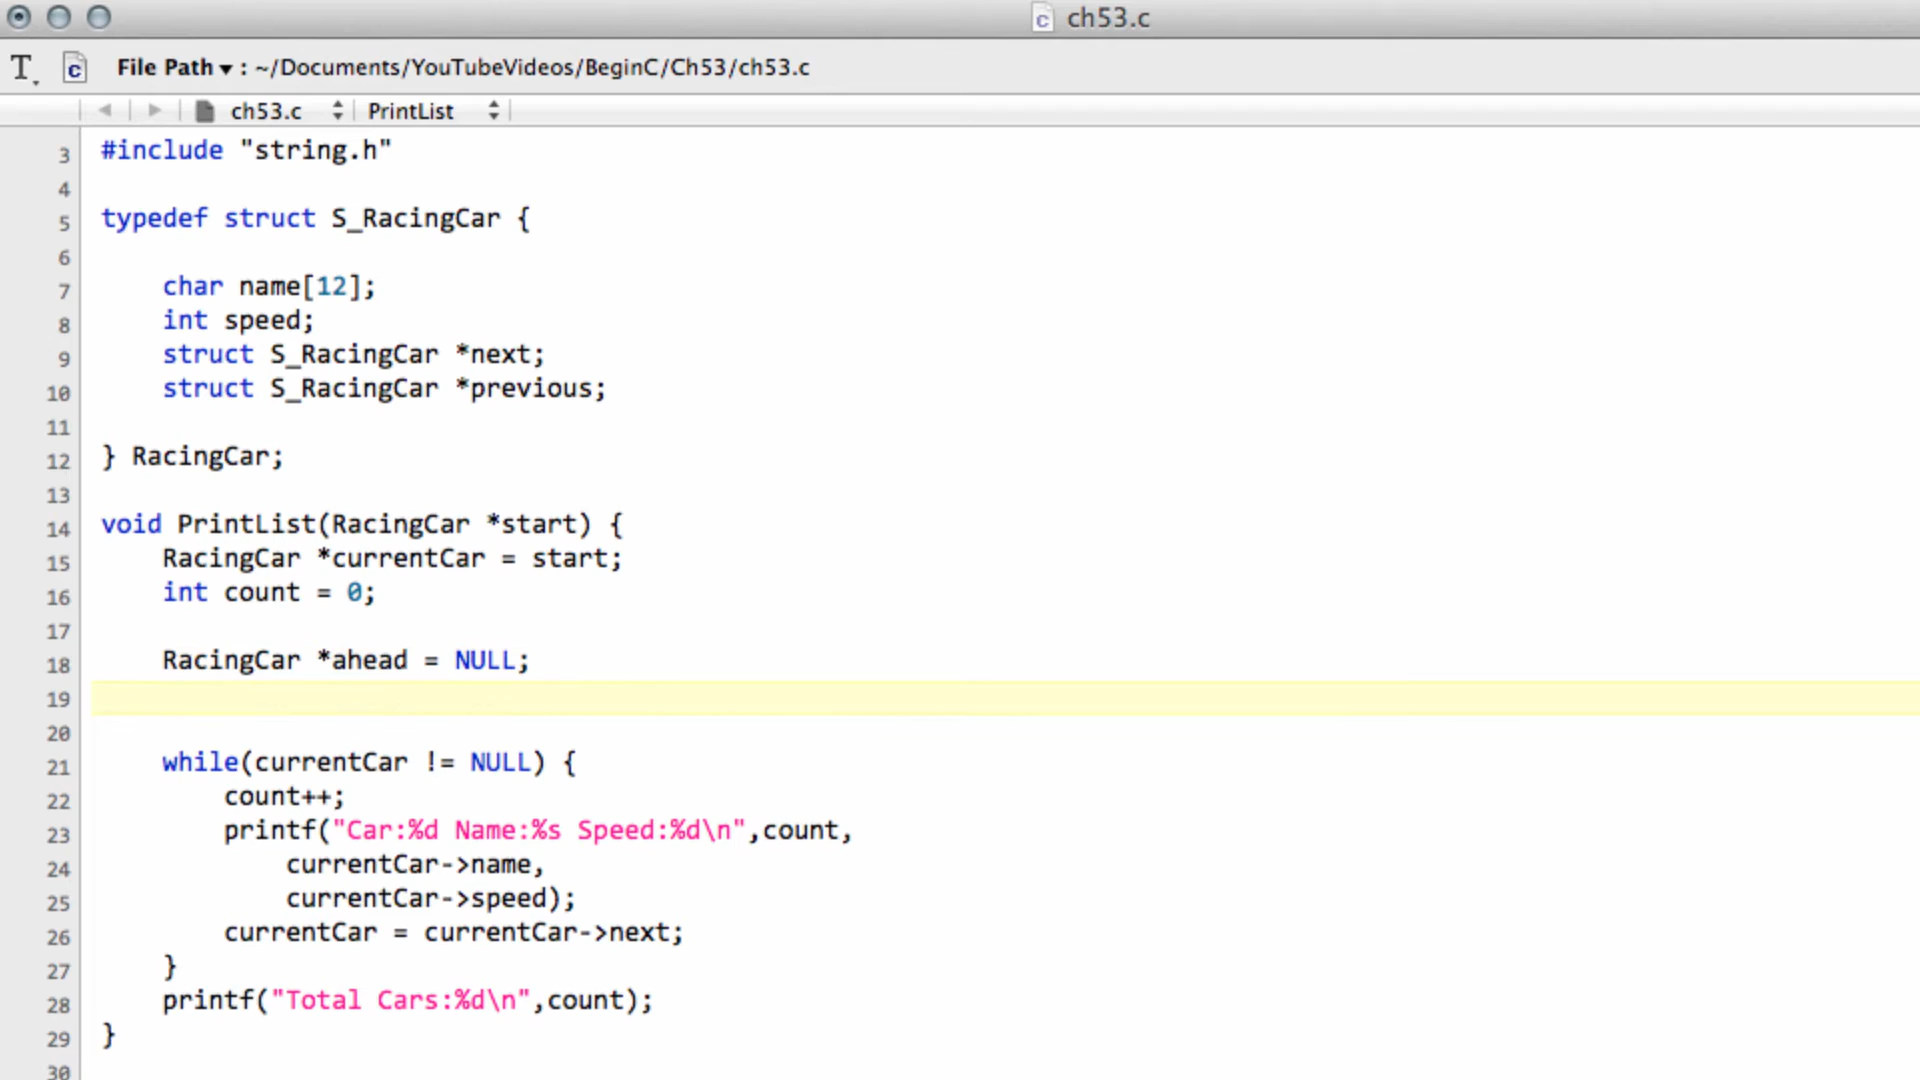 ch53.c
T File Path : ~/Documents/YouTubeVideos/BeginC/Ch53/ch53.c
ch53.c PrintList
3 #include "string.h"
4
5 typedef struct S_RacingCar {
6
7     char name[12];
8     int speed;
9     struct S_RacingCar *next;
10     struct S_RacingCar *previous;
11
12 } RacingCar;
13
14 void PrintList(RacingCar *start) {
15     RacingCar *currentCar = start;
16     int count = 0;
17
18     RacingCar *ahead = NULL;
19
20
21     while(currentCar != NULL) {
22         count++;
23         printf("Car:%d Name:%s Speed:%d\n",count,
24             currentCar->name,
25             currentCar->speed);
26         currentCar = currentCar->next;
27     }
28     printf("Total Cars:%d\n",count);
29 }
30